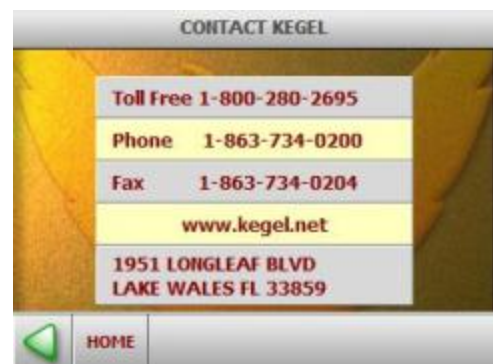 CONTACT KEGEL
Toll Free 1-800-280-2695
Phone 1-863-734-0200
Fax 1-863-734-0204
www.kegel.net
1951 LONGLEAF BLVD
LAKE WALES FL 33859
HOME